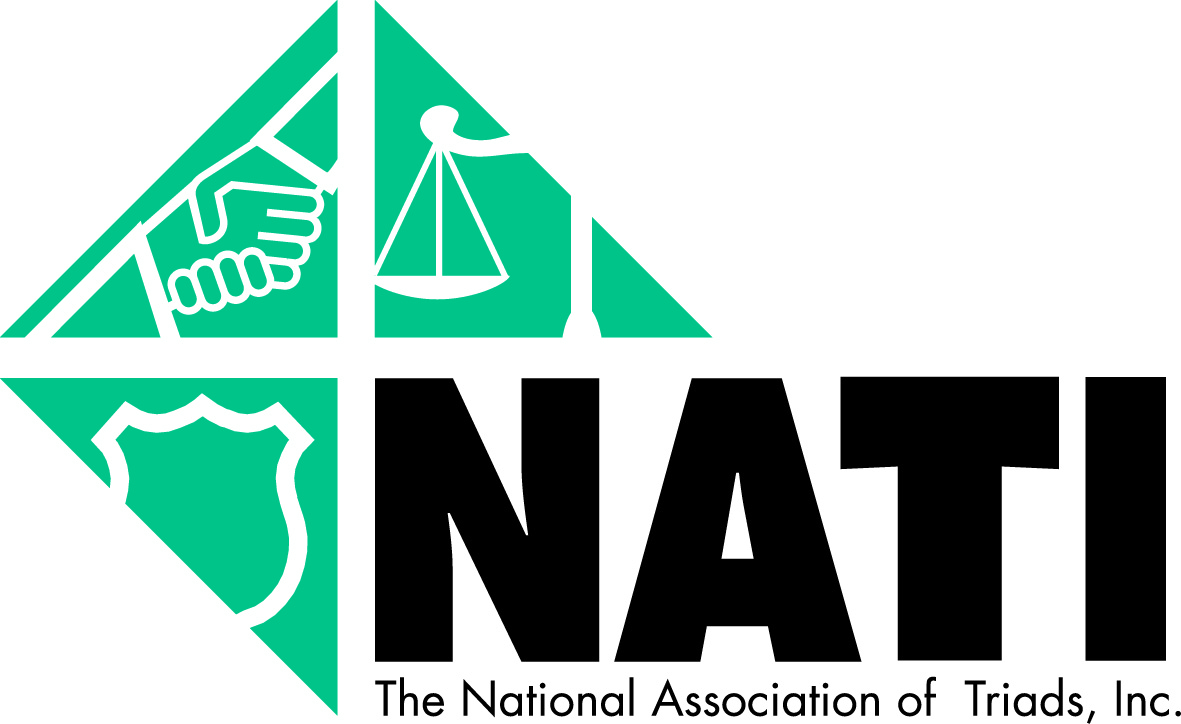 NATI
The National Association of Triads, Inc.